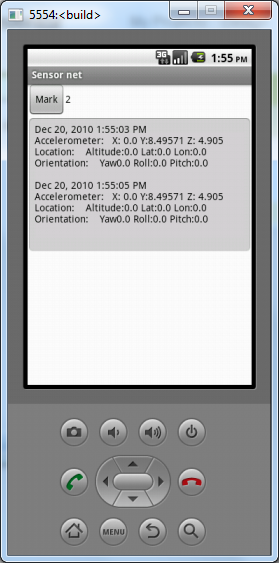 5554:<build>
3G 1:55 PM
Sensor net
Mark 2
Dec 20, 2010 1:55:03 PM
Accelerometer: X: 0.0 Y:8.49571 Z: 4.905
Location: Altitude:0.0 Lat:0.0 Lon:0.0
Orientation: Yaw0.0 Roll:0.0 Pitch:0.0
Dec 20, 2010 1:55:05 PM
Accelerometer: X: 0.0 Y:8.49571 Z: 4.905
Location: Altitude:0.0 Lat:0.0 Lon:0.0
Orientation: Yaw0.0 Roll:0.0 Pitch:0.0
MENU